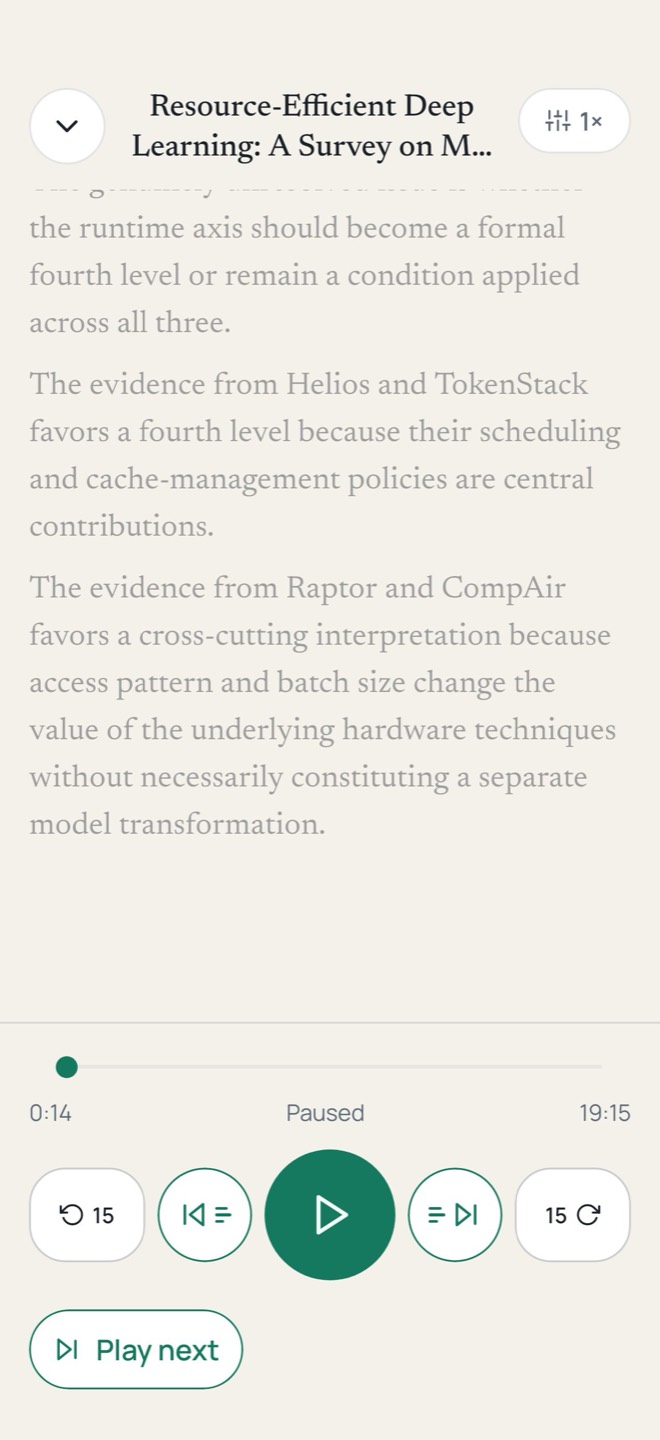 Resource-Efficient Deep
Learning: A Survey on M...
1×
the runtime axis should become a formal
fourth level or remain a condition applied
across all three.
The evidence from Helios and TokenStack
favors a fourth level because their scheduling
and cache-management policies are central
contributions.
The evidence from Raptor and CompAir
favors a cross-cutting interpretation because
access pattern and batch size change the
value of the underlying hardware techniques
without necessarily constituting a separate
model transformation.
0:14
Paused
19:15
15
15
Play next